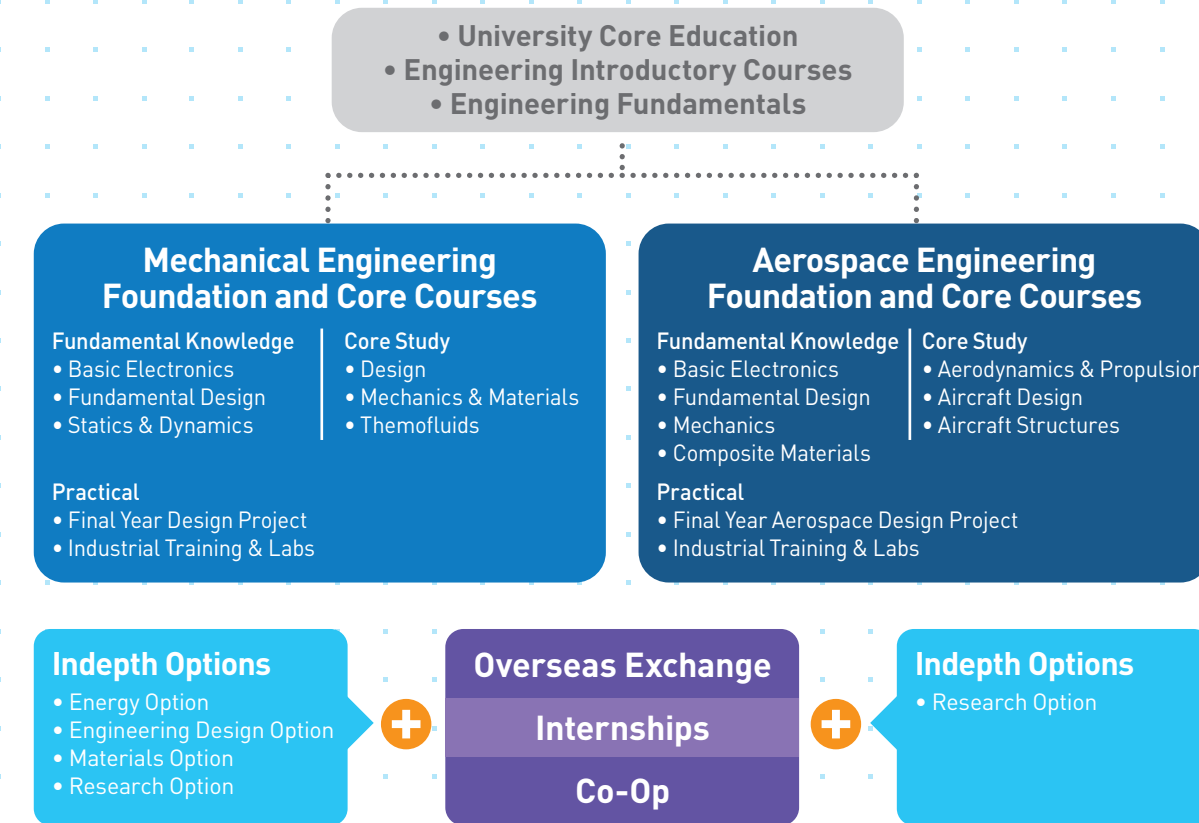 • University Core Education
• Engineering Introductory Courses
• Engineering Fundamentals
Mechanical Engineering
Foundation and Core Courses
Fundamental Knowledge
• Basic Electronics
• Fundamental Design
• Statics & Dynamics
Core Study
• Design
• Mechanics & Materials
• Themofluids
Practical
• Final Year Design Project
• Industrial Training & Labs
Aerospace Engineering
Foundation and Core Courses
Fundamental Knowledge
• Basic Electronics
• Fundamental Design
• Mechanics
• Composite Materials
Core Study
• Aerodynamics & Propulsion
• Aircraft Design
• Aircraft Structures
Practical
• Final Year Aerospace Design Project
• Industrial Training & Labs
Indepth Options
• Energy Option
• Engineering Design Option
• Materials Option
• Research Option
+
Overseas Exchange
Internships
Co-Op
+
Indepth Options
• Research Option